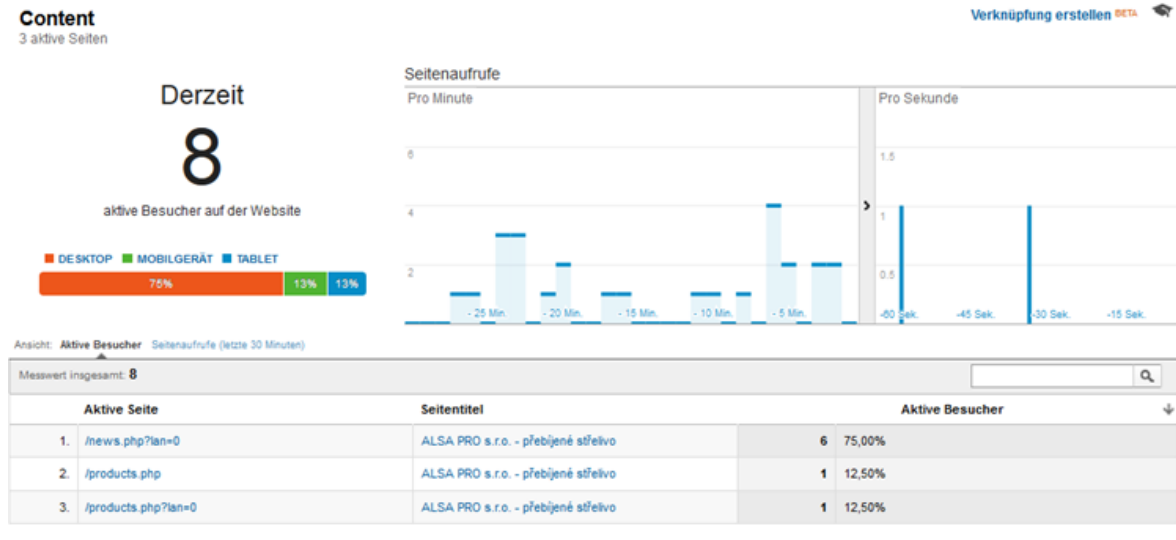 Content
Verknüpfung erstellen BETA
3 aktive Seiten
Derzeit
8
aktive Besucher auf der Website
DESKTOP MOBILGERÄT TABLET
75% 13% 13%
Seitenaufrufe
Pro Minute
6
4
2
- 25 Min. - 20 Min. - 15 Min. - 10 Min. - 5 Min.
Pro Sekunde
1.5
1
0.5
-60 Sek. -45 Sek. -30 Sek. -15 Sek.
Ansicht: Aktive Besucher Seitenaufrufe (letzte 30 Minuten)
Messwert insgesamt: 8
Aktive Seite Seitentitel Aktive Besucher
1. /news.php?lan=0 ALSA PRO s.r.o. - přebíjené střelivo 6 75,00%
2. /products.php ALSA PRO s.r.o. - přebíjené střelivo 1 12,50%
3. /products.php?lan=0 ALSA PRO s.r.o. - přebíjené střelivo 1 12,50%